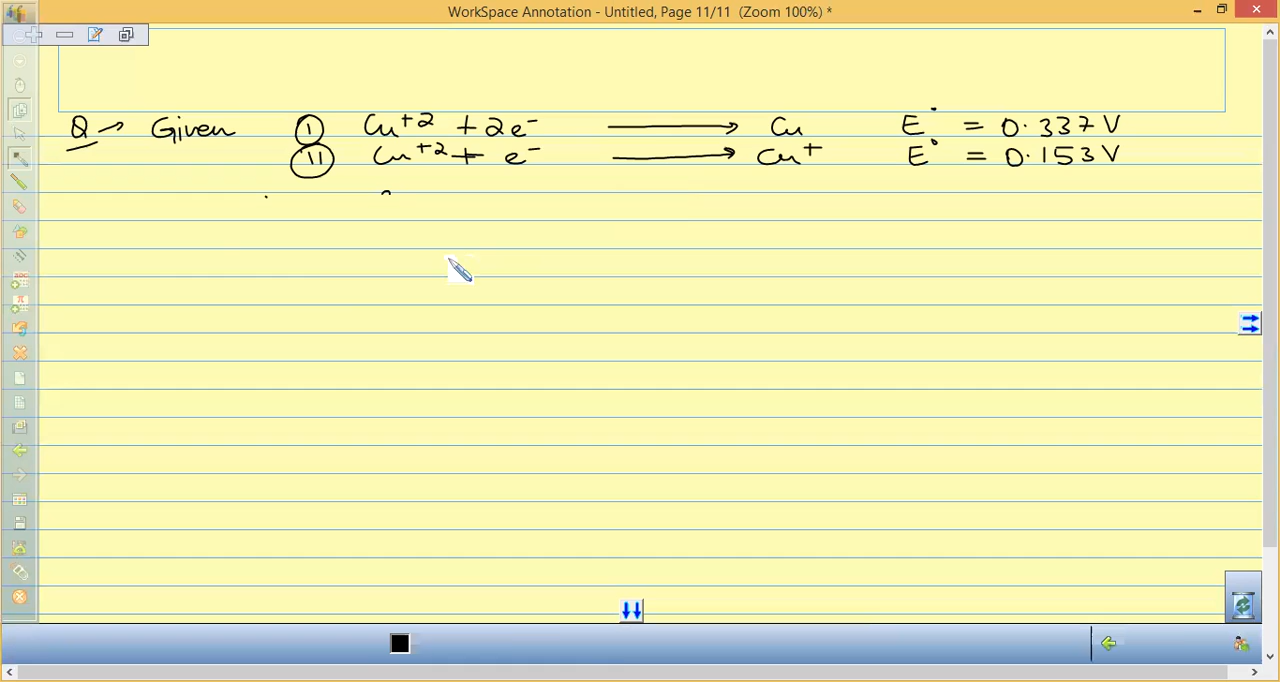 WorkSpace Annotation - Untitled, Page 11/11 (Zoom 100%) *
Q → Given (I) Cu+2 + 2e- ⟶ Cu E° = 0.337 V
(II) Cu+2 + e- ⟶ Cu+ E° = 0.153 V